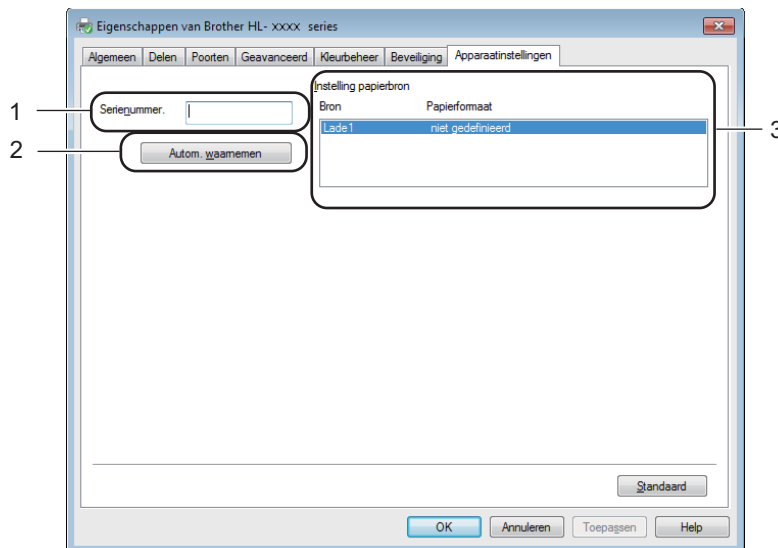 Eigenschappen van Brother HL- xxxx series
Algemeen Delen Poorten Geavanceerd Kleurbeheer Beveiliging Apparaatinstellingen
Instelling papierbron
1 Serienummer.
Bron Papierformaat
Lade1 niet gedefinieerd
3
2 Autom. waarnemen
Standaard
OK Annuleren Toepassen Help